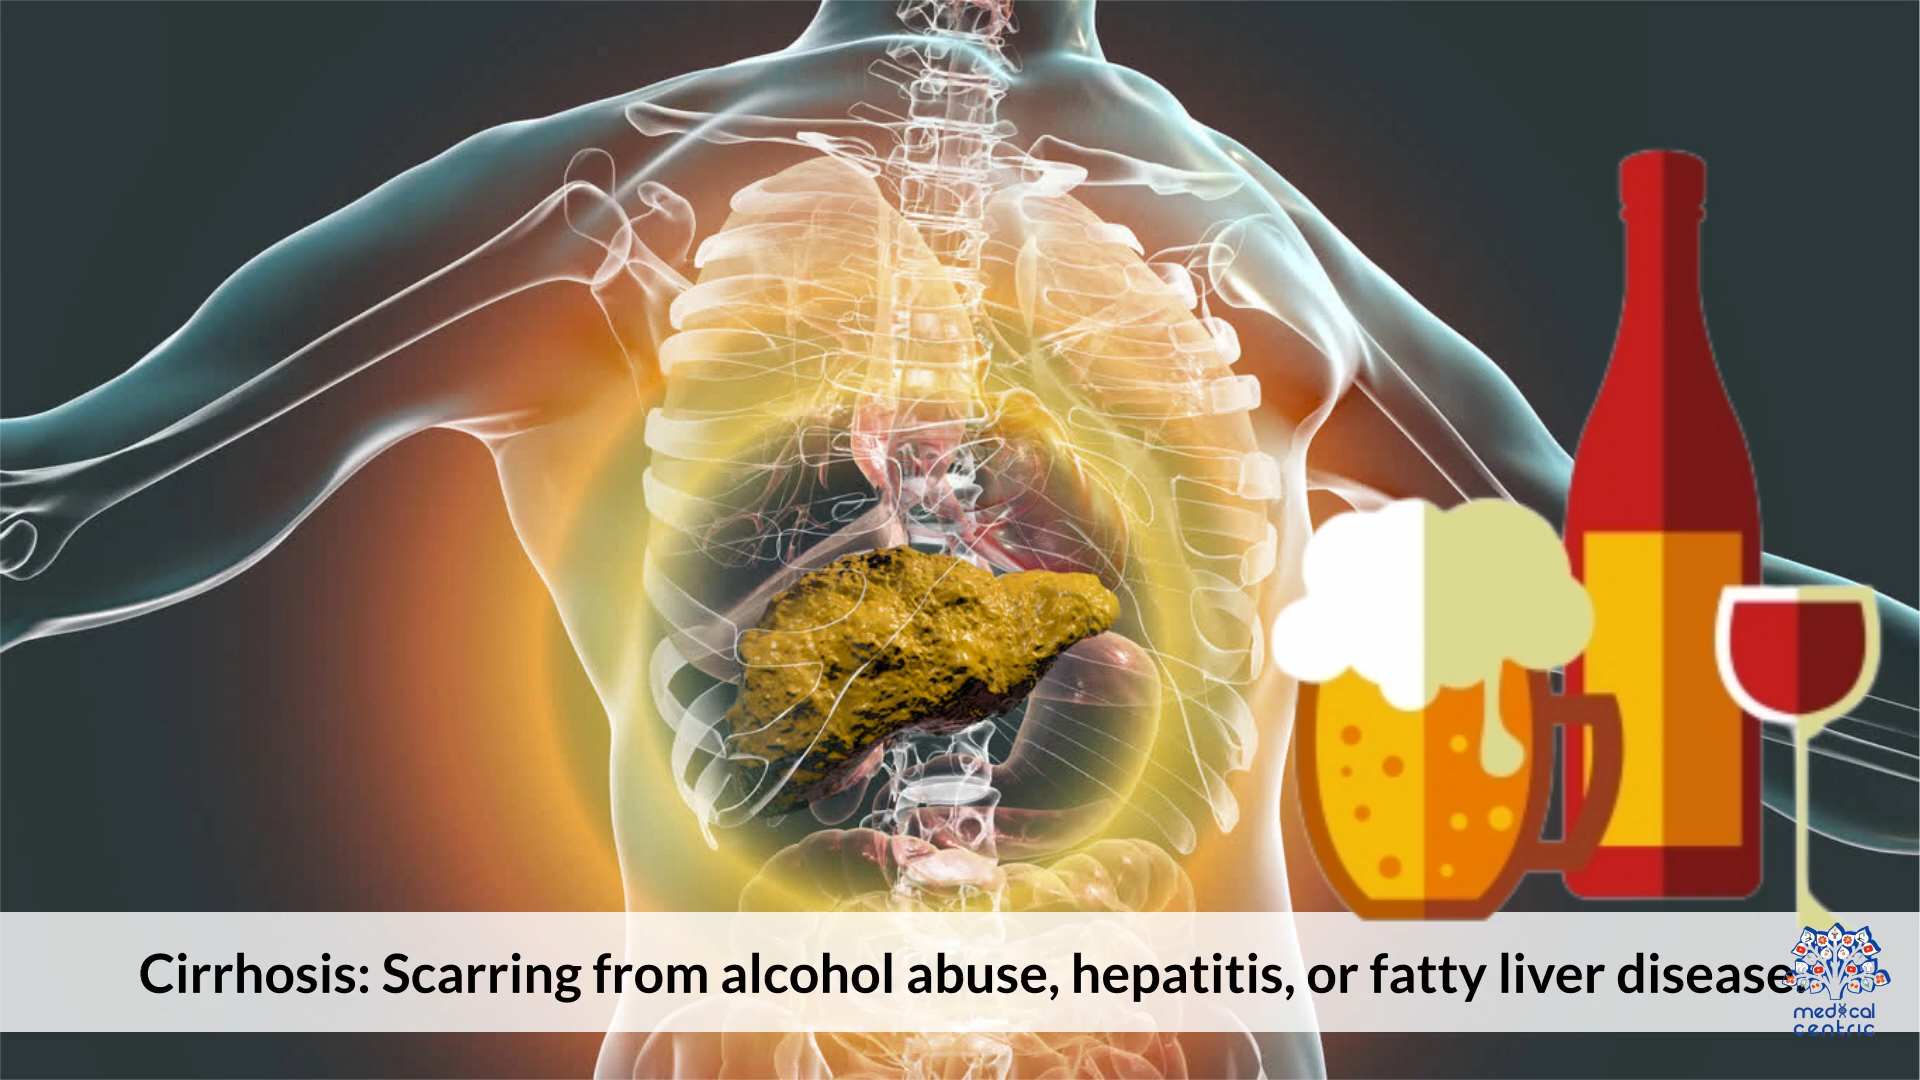 Cirrhosis: Scarring from alcohol abuse, hepatitis, or fatty liver disease.
medical
centric